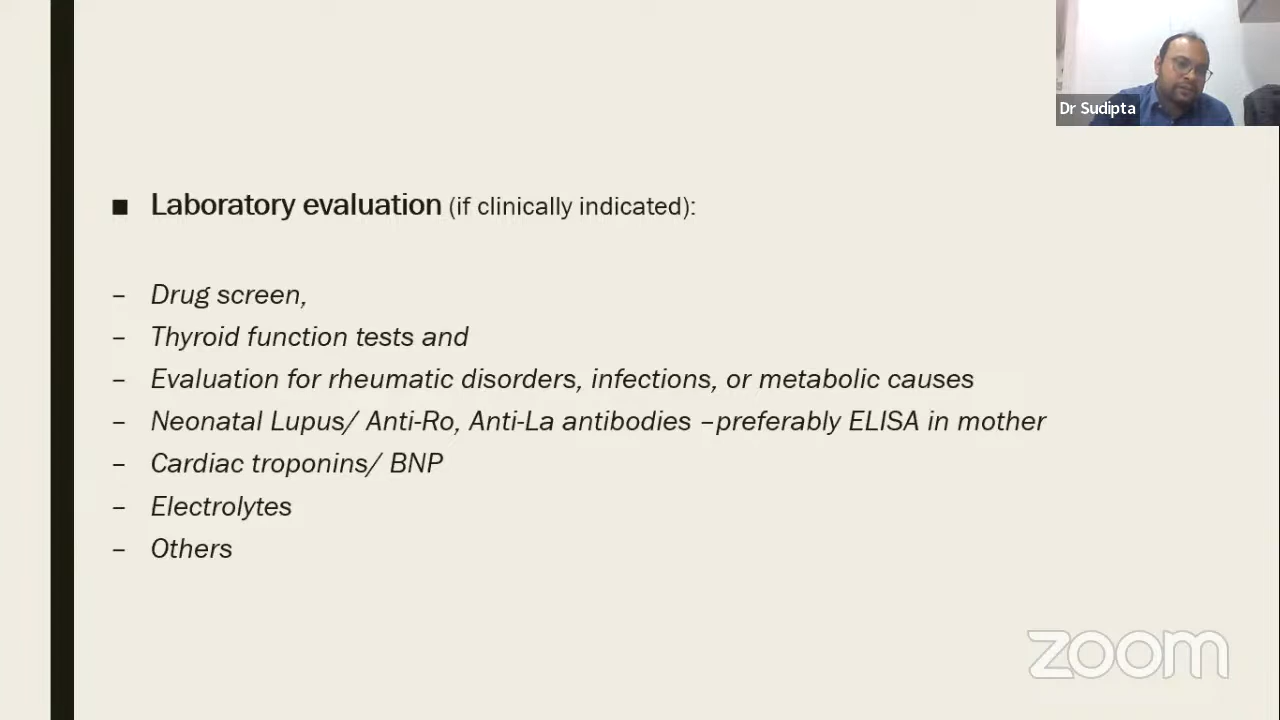 Dr Sudipta
■ Laboratory evaluation (if clinically indicated):
– Drug screen,
– Thyroid function tests and
– Evaluation for rheumatic disorders, infections, or metabolic causes
– Neonatal Lupus/ Anti-Ro, Anti-La antibodies –preferably ELISA in mother
– Cardiac troponins/ BNP
– Electrolytes
– Others
zoom